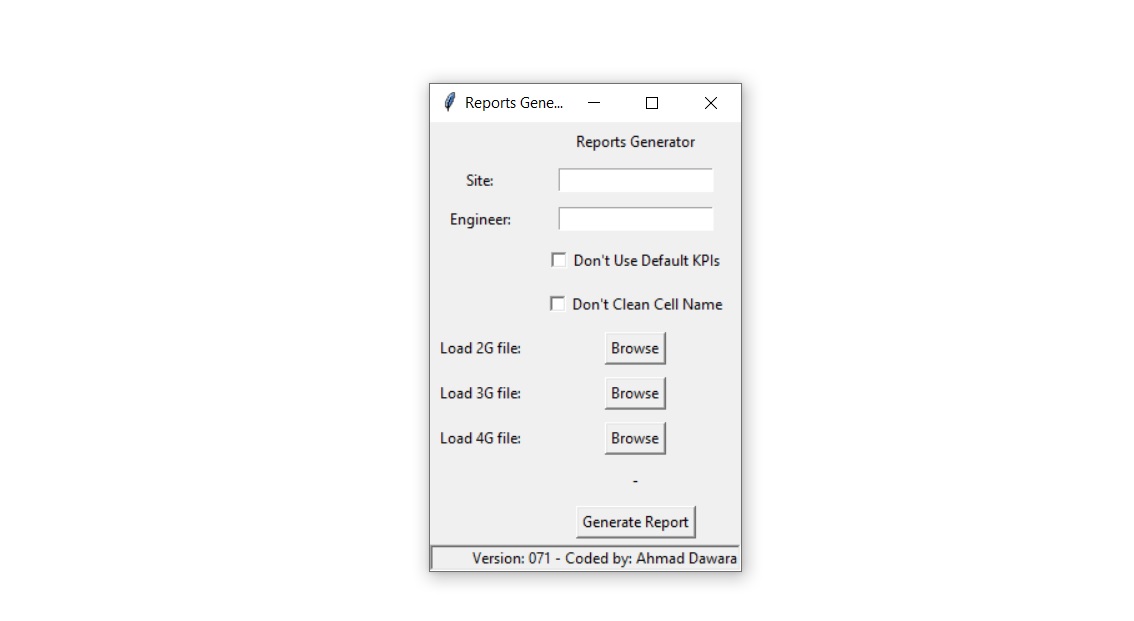 Reports Gene...
Reports Generator
Site:
Engineer:
Don't Use Default KPIs
Don't Clean Cell Name
Load 2G file: Browse
Load 3G file: Browse
Load 4G file: Browse
-
Generate Report
Version: 071 - Coded by: Ahmad Dawara